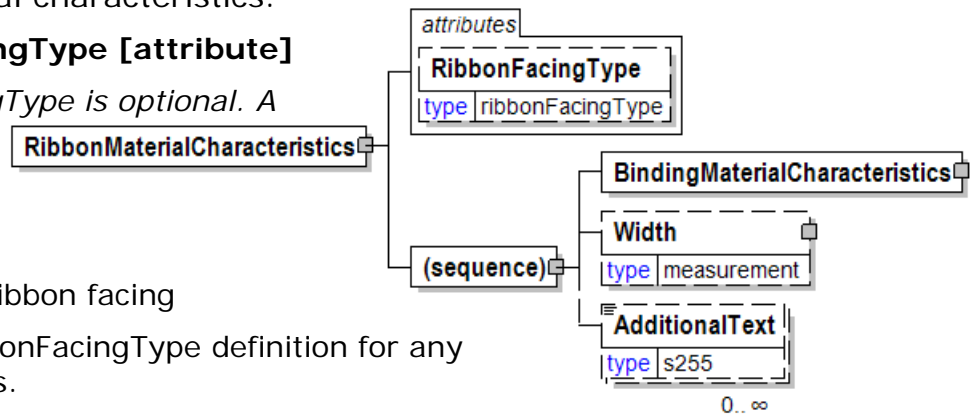 al characteristics.
ngType [attribute]
gType is optional. A
ibbon facing
onFacingType definition for any
s.
RibbonMaterialCharacteristics
attributes
RibbonFacingType
type ribbonFacingType
(sequence)
BindingMaterialCharacteristics
Width
type measurement
AdditionalText
type s255
0.. ∞